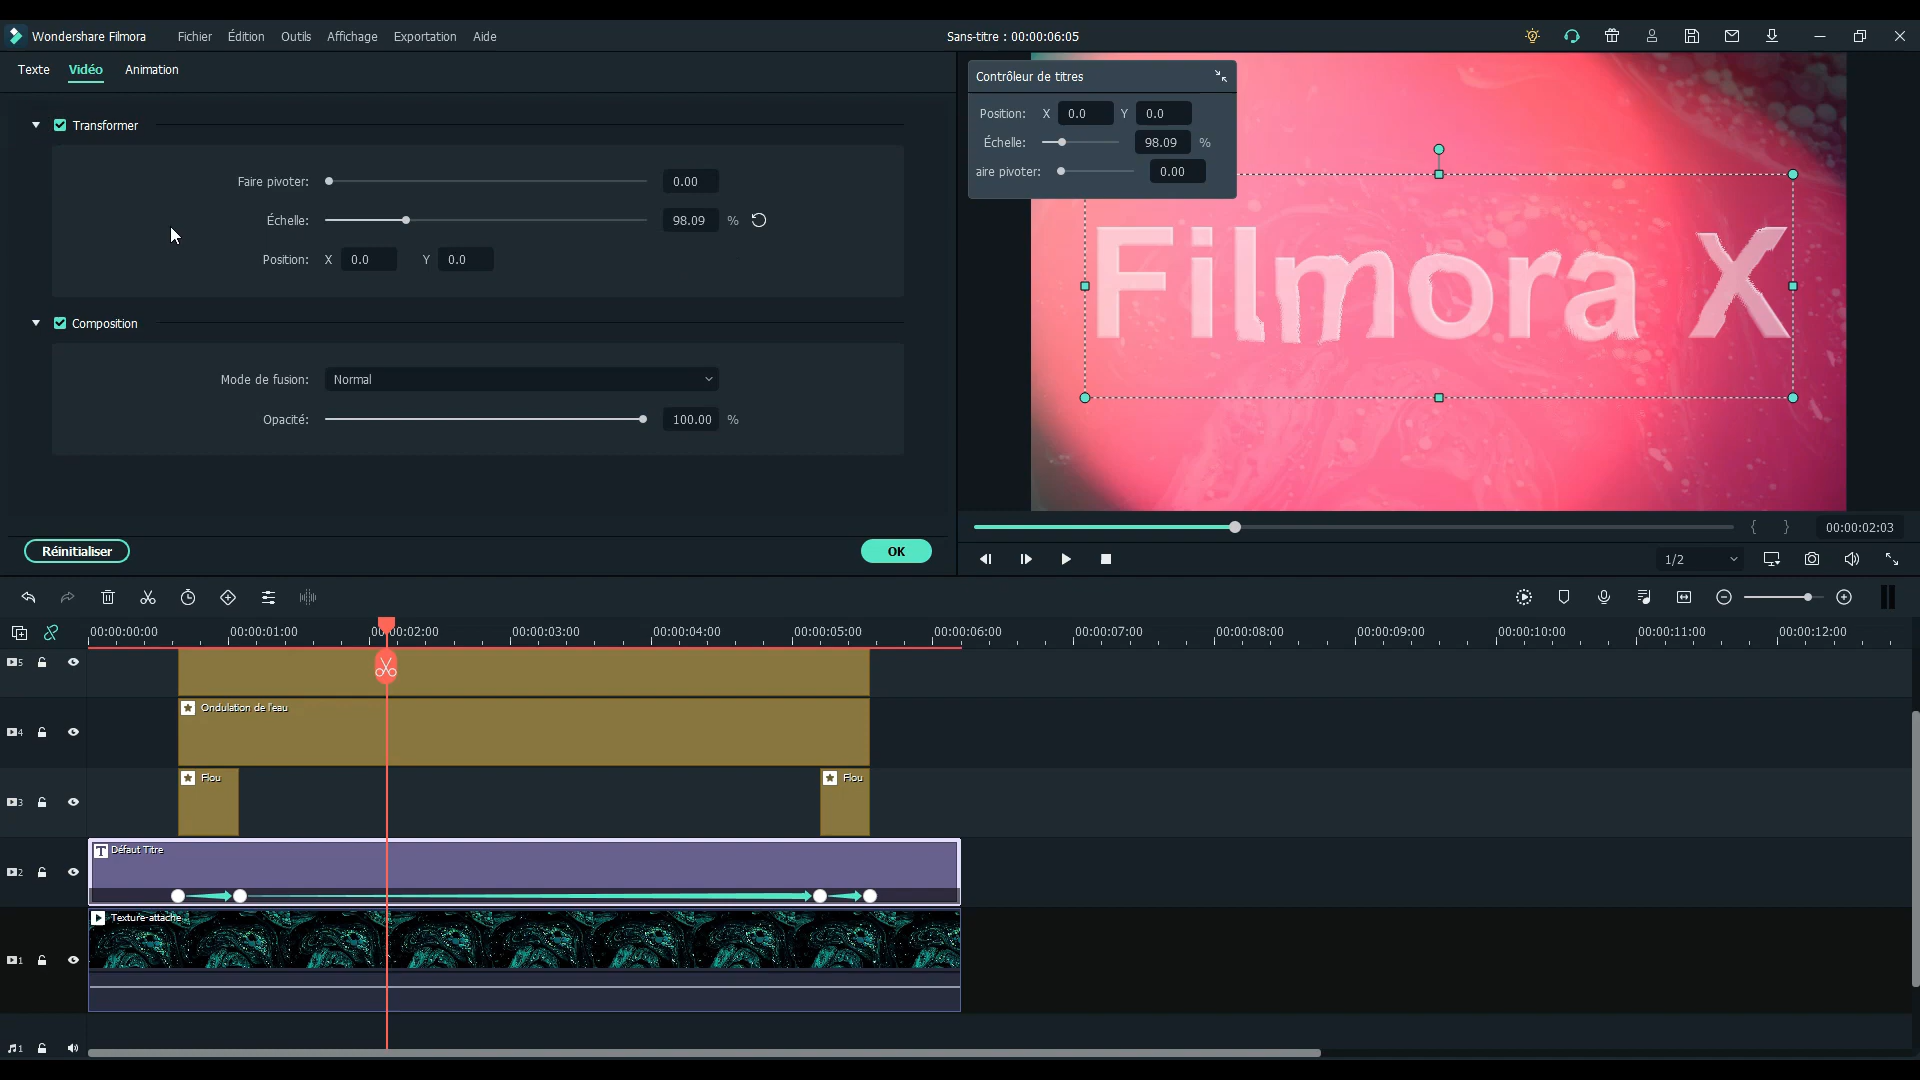 Wondershare Filmora Fichier Édition Outils Affichage Exportation Aide Sans-titre : 00:00:06:05
Texte Vidéo Animation
Contrôleur de titres
Position: X 0.0 Y 0.0
Échelle: 98.09 %
aire pivoter: 0.00
Transformer
Faire pivoter: 0.00
Échelle: 98.09 %
Position: X 0.0 Y 0.0
Composition
Mode de fusion: Normal
Opacité: 100.00 %
Filmora X
Réinitialiser OK
{ } 00:00:02:03
1/2
00:00:00:00 00:00:01:00 00:00:02:00 00:00:03:00 00:00:04:00 00:00:05:00 00:00:06:00 00:00:07:00 00:00:08:00 00:00:09:00 00:00:10:00 00:00:11:00 00:00:12:00
5
4 Ondulation de l'eau
3 Flou Flou
2 T Défaut Titre
1 Texture-attache
1